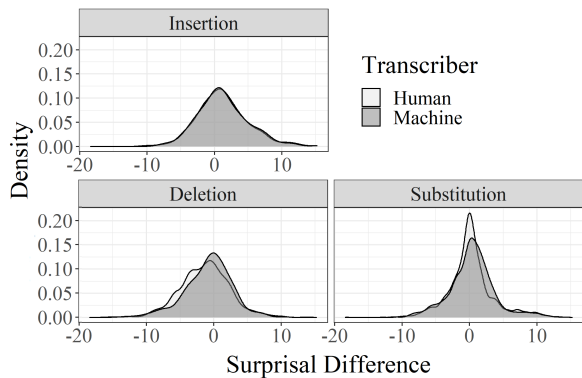 Insertion
0.20
0.15
0.10
0.05
0.00
-20 -10 0 10
Transcriber
Human
Machine
Density
Deletion Substitution
0.20
0.15
0.10
0.05
0.00
-20 -10 0 10 -20 -10 0 10
Surprisal Difference